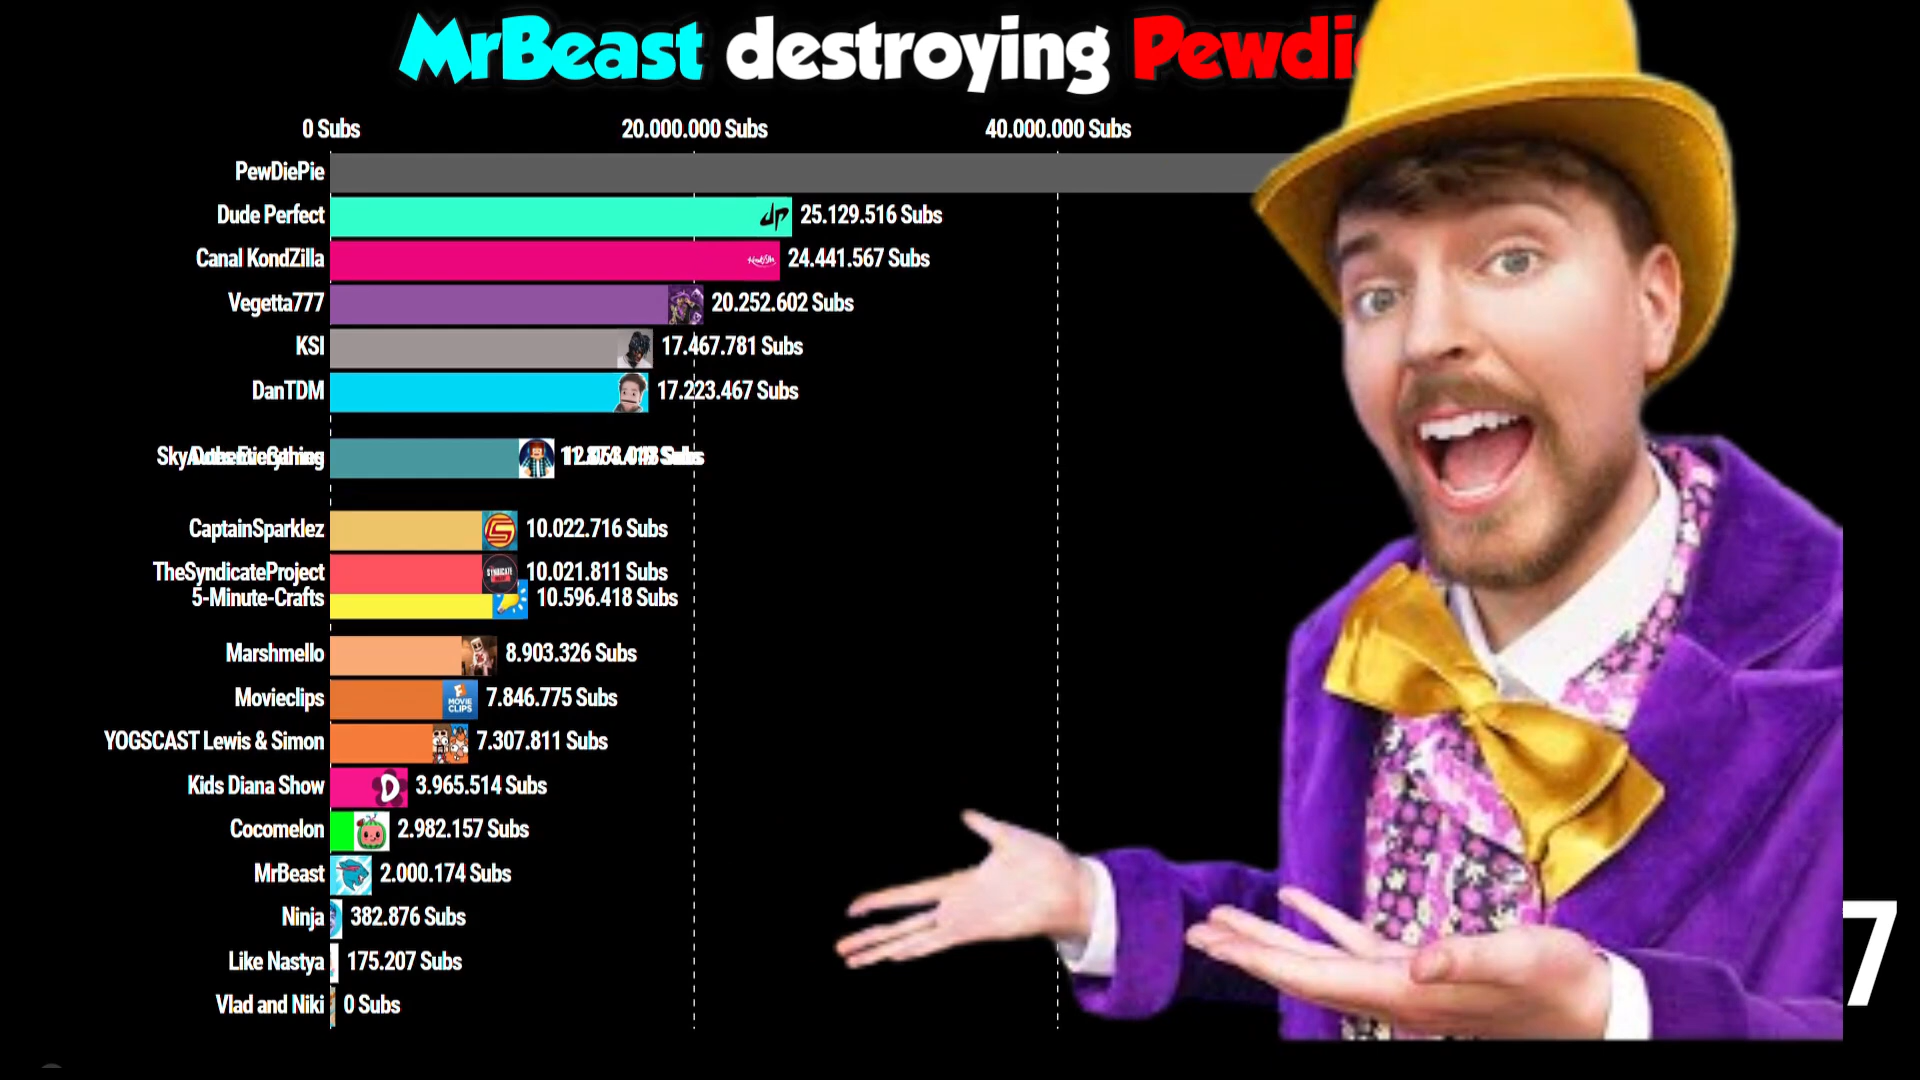 MrBeast destroying Pewdi
0 Subs 20.000.000 Subs 40.000.000 Subs
PewDiePie
Dude Perfect dp 25.129.516 Subs
Canal KondZilla 24.441.567 Subs
Vegetta777 20.252.602 Subs
KSI 17.467.781 Subs
DanTDM 17.223.467 Subs
CaptainSparklez 10.022.716 Subs
TheSyndicateProject SYNDICATE 10.021.811 Subs
5-Minute-Crafts 10.596.418 Subs
Marshmello 8.903.326 Subs
Movieclips MOVIE CLIPS 7.846.775 Subs
YOGSCAST Lewis & Simon 7.307.811 Subs
Kids Diana Show D 3.965.514 Subs
Cocomelon 2.982.157 Subs
MrBeast 2.000.174 Subs
Ninja 382.876 Subs
Like Nastya 175.207 Subs
Vlad and Niki 0 Subs
7